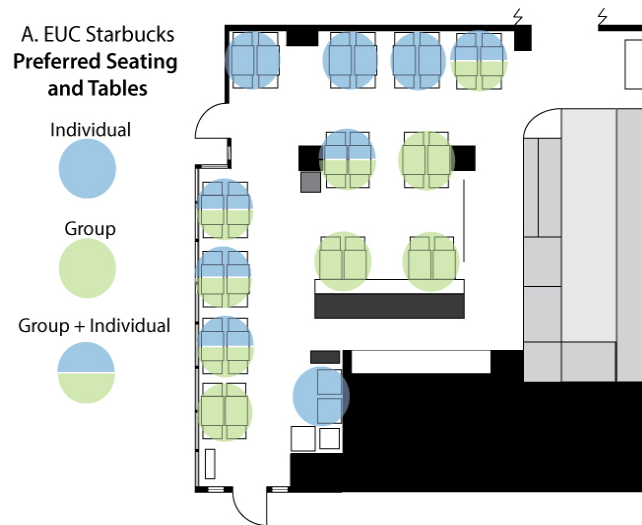 A. EUC Starbucks
Preferred Seating
and Tables
Individual
Group
Group + Individual